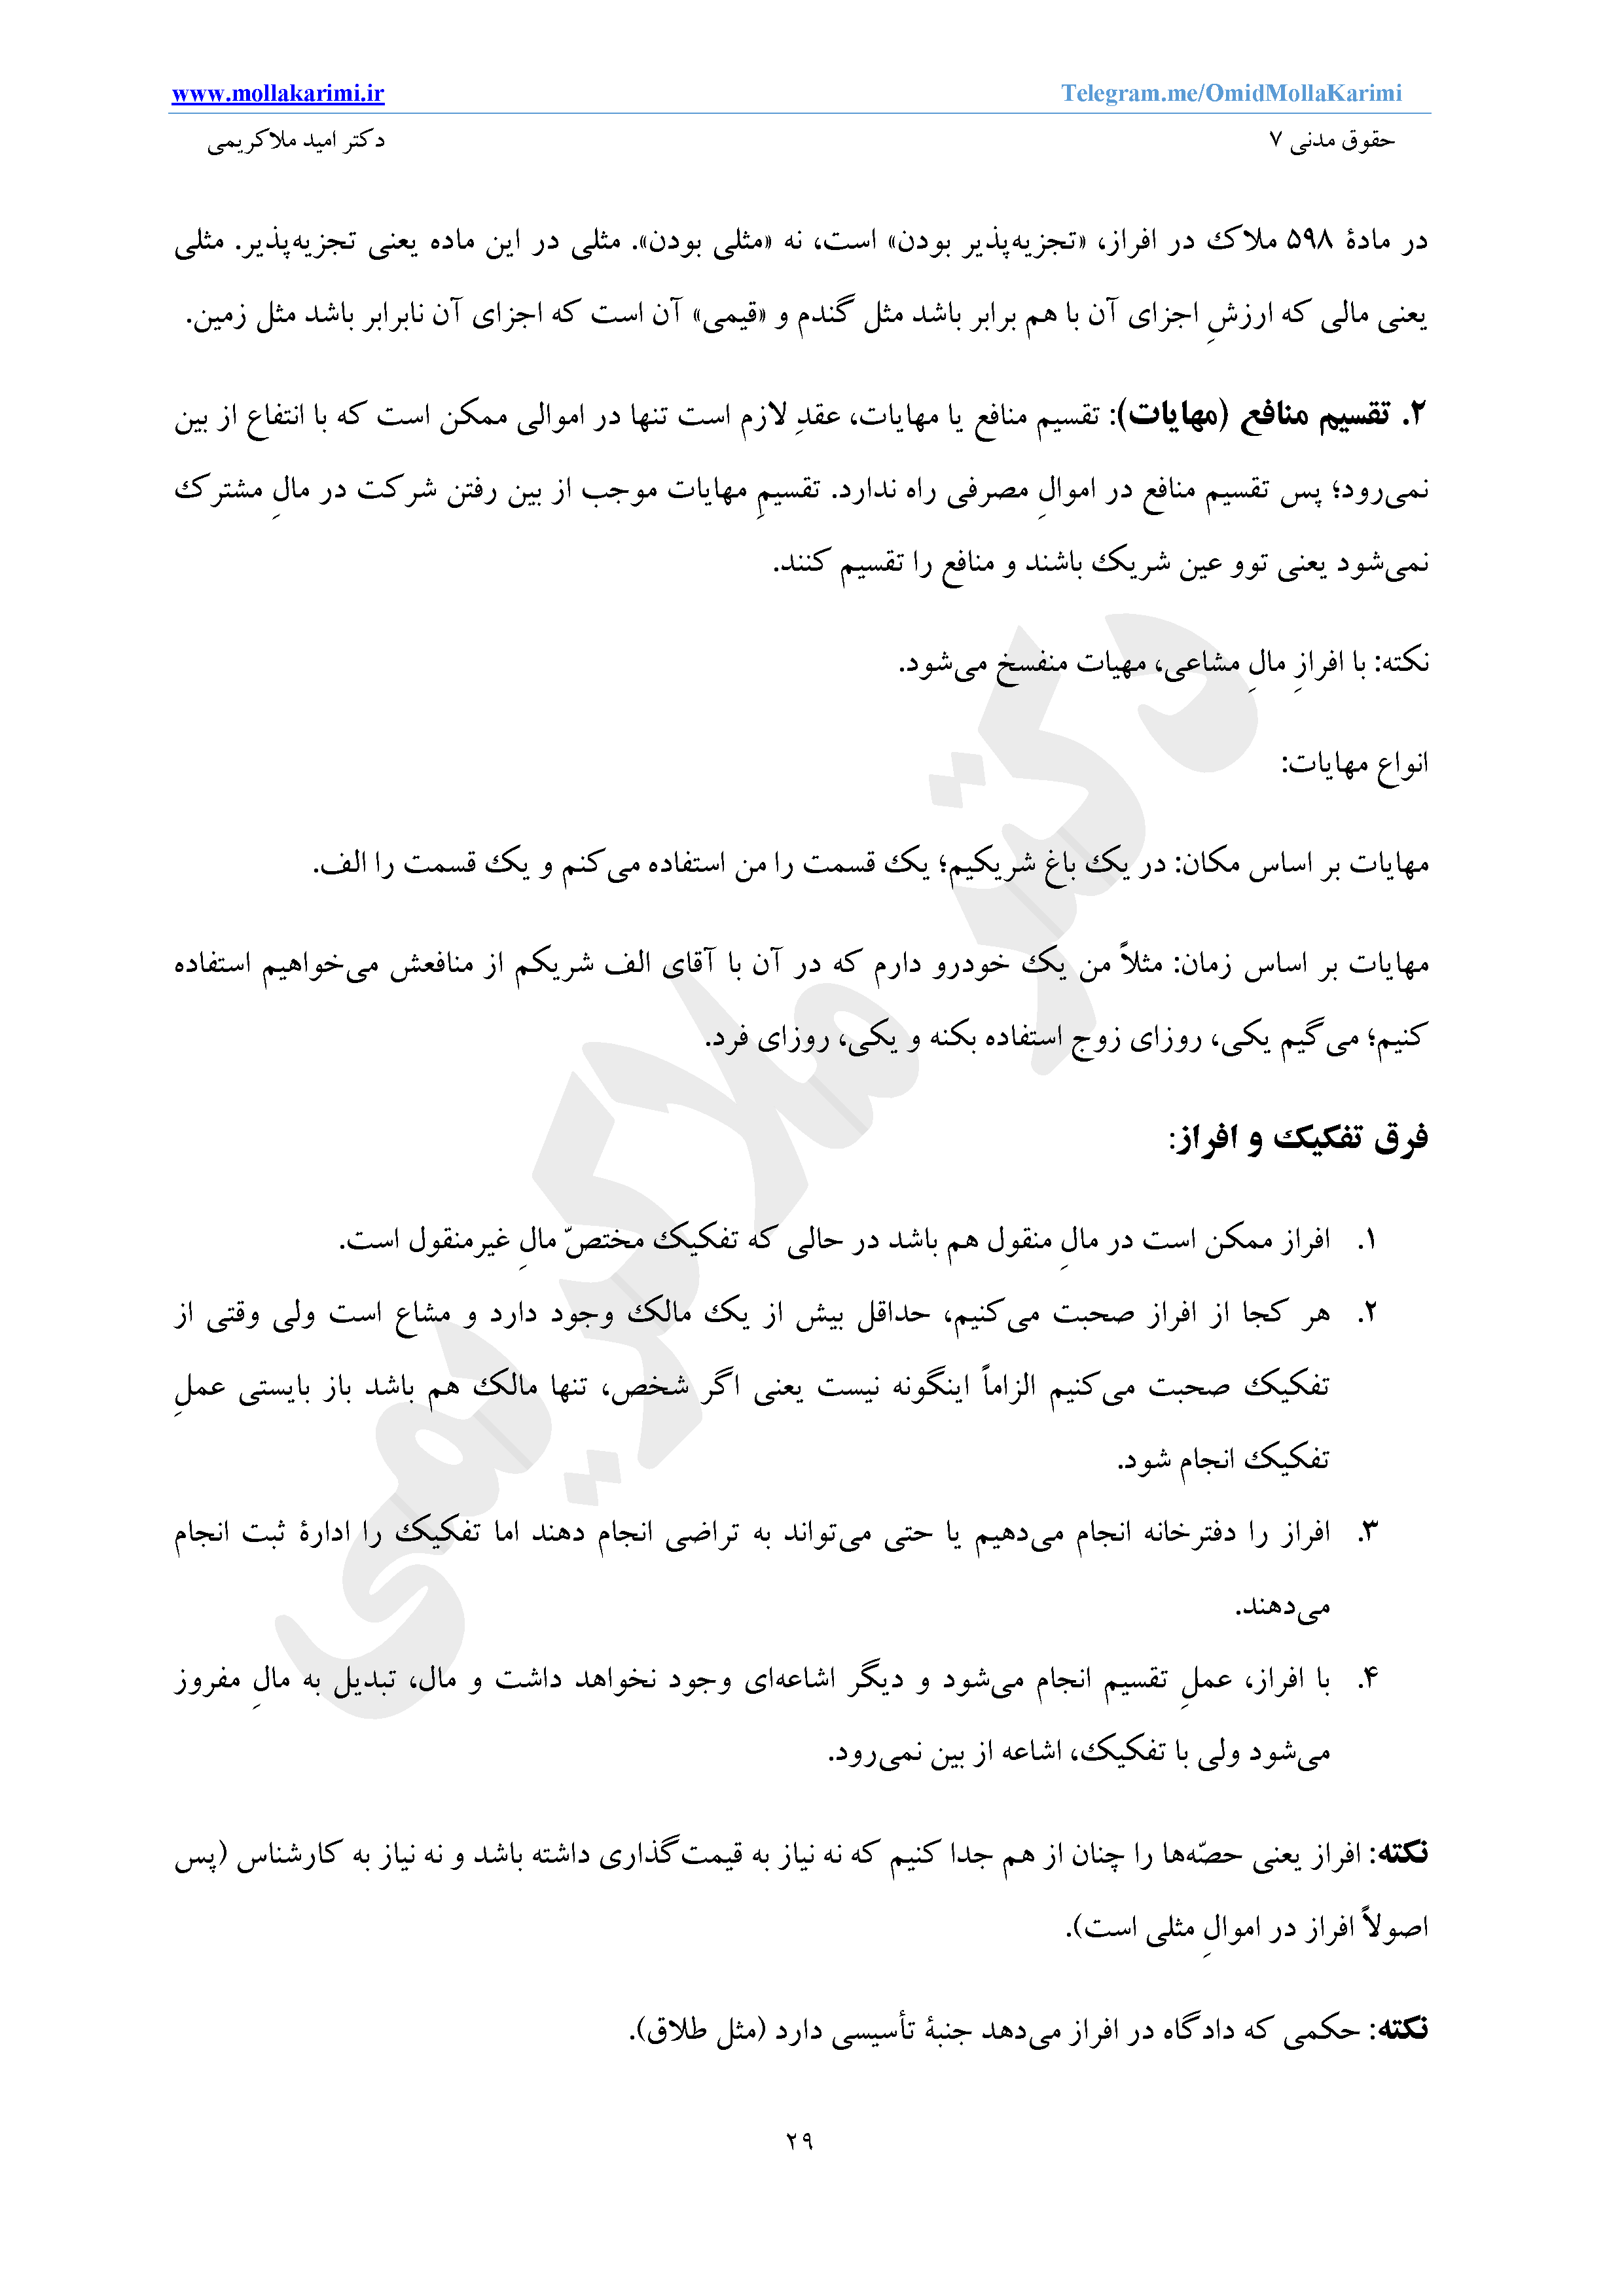 www.mollakarimi.ir Telegram.me/OmidMollaKarimi
حقوق مدنی ۷ دکتر امید ملاکریمی
در مادهٔ ۵۹۸ ملاک در افراز، «تجزیه‌پذیر بودن» است، نه «مثلی بودن». مثلی در این ماده یعنی تجزیه‌پذیر. مثلی
یعنی مالی که ارزشِ اجزای آن با هم برابر باشد مثل گندم و «قیمی» آن است که اجزای آن نابرابر باشد مثل زمین.
۲. تقسیم منافع (مهایات): تقسیم منافع یا مهایات، عقدِ لازم است تنها در اموالی ممکن است که با انتفاع از بین
نمی‌رود؛ پس تقسیم منافع در اموالِ مصرفی راه ندارد. تقسیمِ مهایات موجب از بین رفتن شرکت در مالِ مشترک
نمی‌شود یعنی توو عین شریک باشند و منافع را تقسیم کنند.
نکته: با افرازِ مالِ مشاعی، مهیات منفسخ می‌شود.
انواع مهایات:
مهایات بر اساس مکان: در یک باغ شریکیم؛ یک قسمت را من استفاده می‌کنم و یک قسمت را الف.
مهایات بر اساس زمان: مثلاً من یک خودرو دارم که در آن با آقای الف شریکم از منافعش می‌خواهیم استفاده
کنیم؛ می‌گیم یکی، روزای زوج استفاده بکنه و یکی، روزای فرد.
فرق تفکیک و افراز:
۱. افراز ممکن است در مالِ منقول هم باشد در حالی که تفکیک مختصّ مالِ غیرمنقول است.
۲. هر کجا از افراز صحبت می‌کنیم، حداقل بیش از یک مالک وجود دارد و مشاع است ولی وقتی از
تفکیک صحبت می‌کنیم الزاماً اینگونه نیست یعنی اگر شخص، تنها مالک هم باشد باز بایستی عملِ
تفکیک انجام شود.
۳. افراز را دفترخانه انجام می‌دهیم یا حتی می‌تواند به تراضی انجام دهند اما تفکیک را ادارهٔ ثبت انجام
می‌دهند.
۴. با افراز، عملِ تقسیم انجام می‌شود و دیگر اشاعه‌ای وجود نخواهد داشت و مال، تبدیل به مالِ مفروز
می‌شود ولی با تفکیک، اشاعه از بین نمی‌رود.
نکته: افراز یعنی حصّه‌ها را چنان از هم جدا کنیم که نه نیاز به قیمت‌گذاری داشته باشد و نه نیاز به کارشناس (پس
اصولاً افراز در اموالِ مثلی است).
نکته: حکمی که دادگاه در افراز می‌دهد جنبهٔ تأسیسی دارد (مثل طلاق).
۲۹
دکتر ملاکریمی